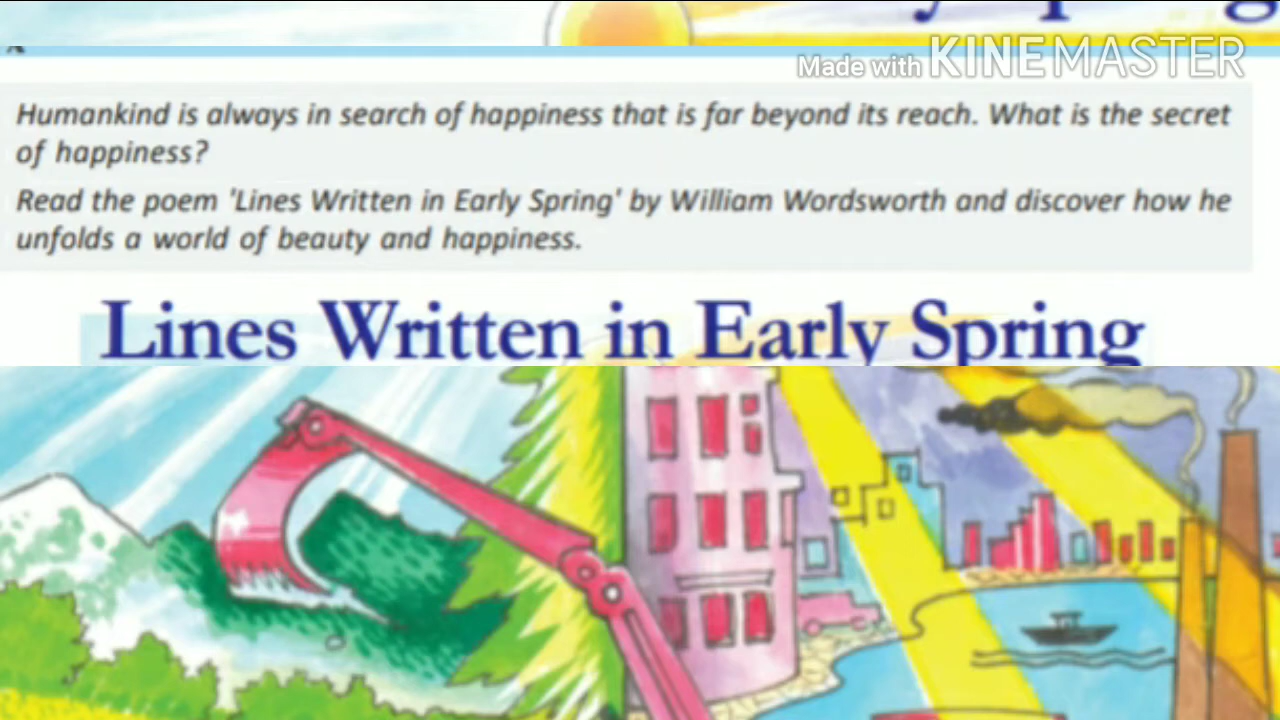 Made with KINEMASTER
Humankind is always in search of happiness that is far beyond its reach. What is the secret
of happiness?
Read the poem 'Lines Written in Early Spring' by William Wordsworth and discover how he
unfolds a world of beauty and happiness.
Lines Written in Early Spring